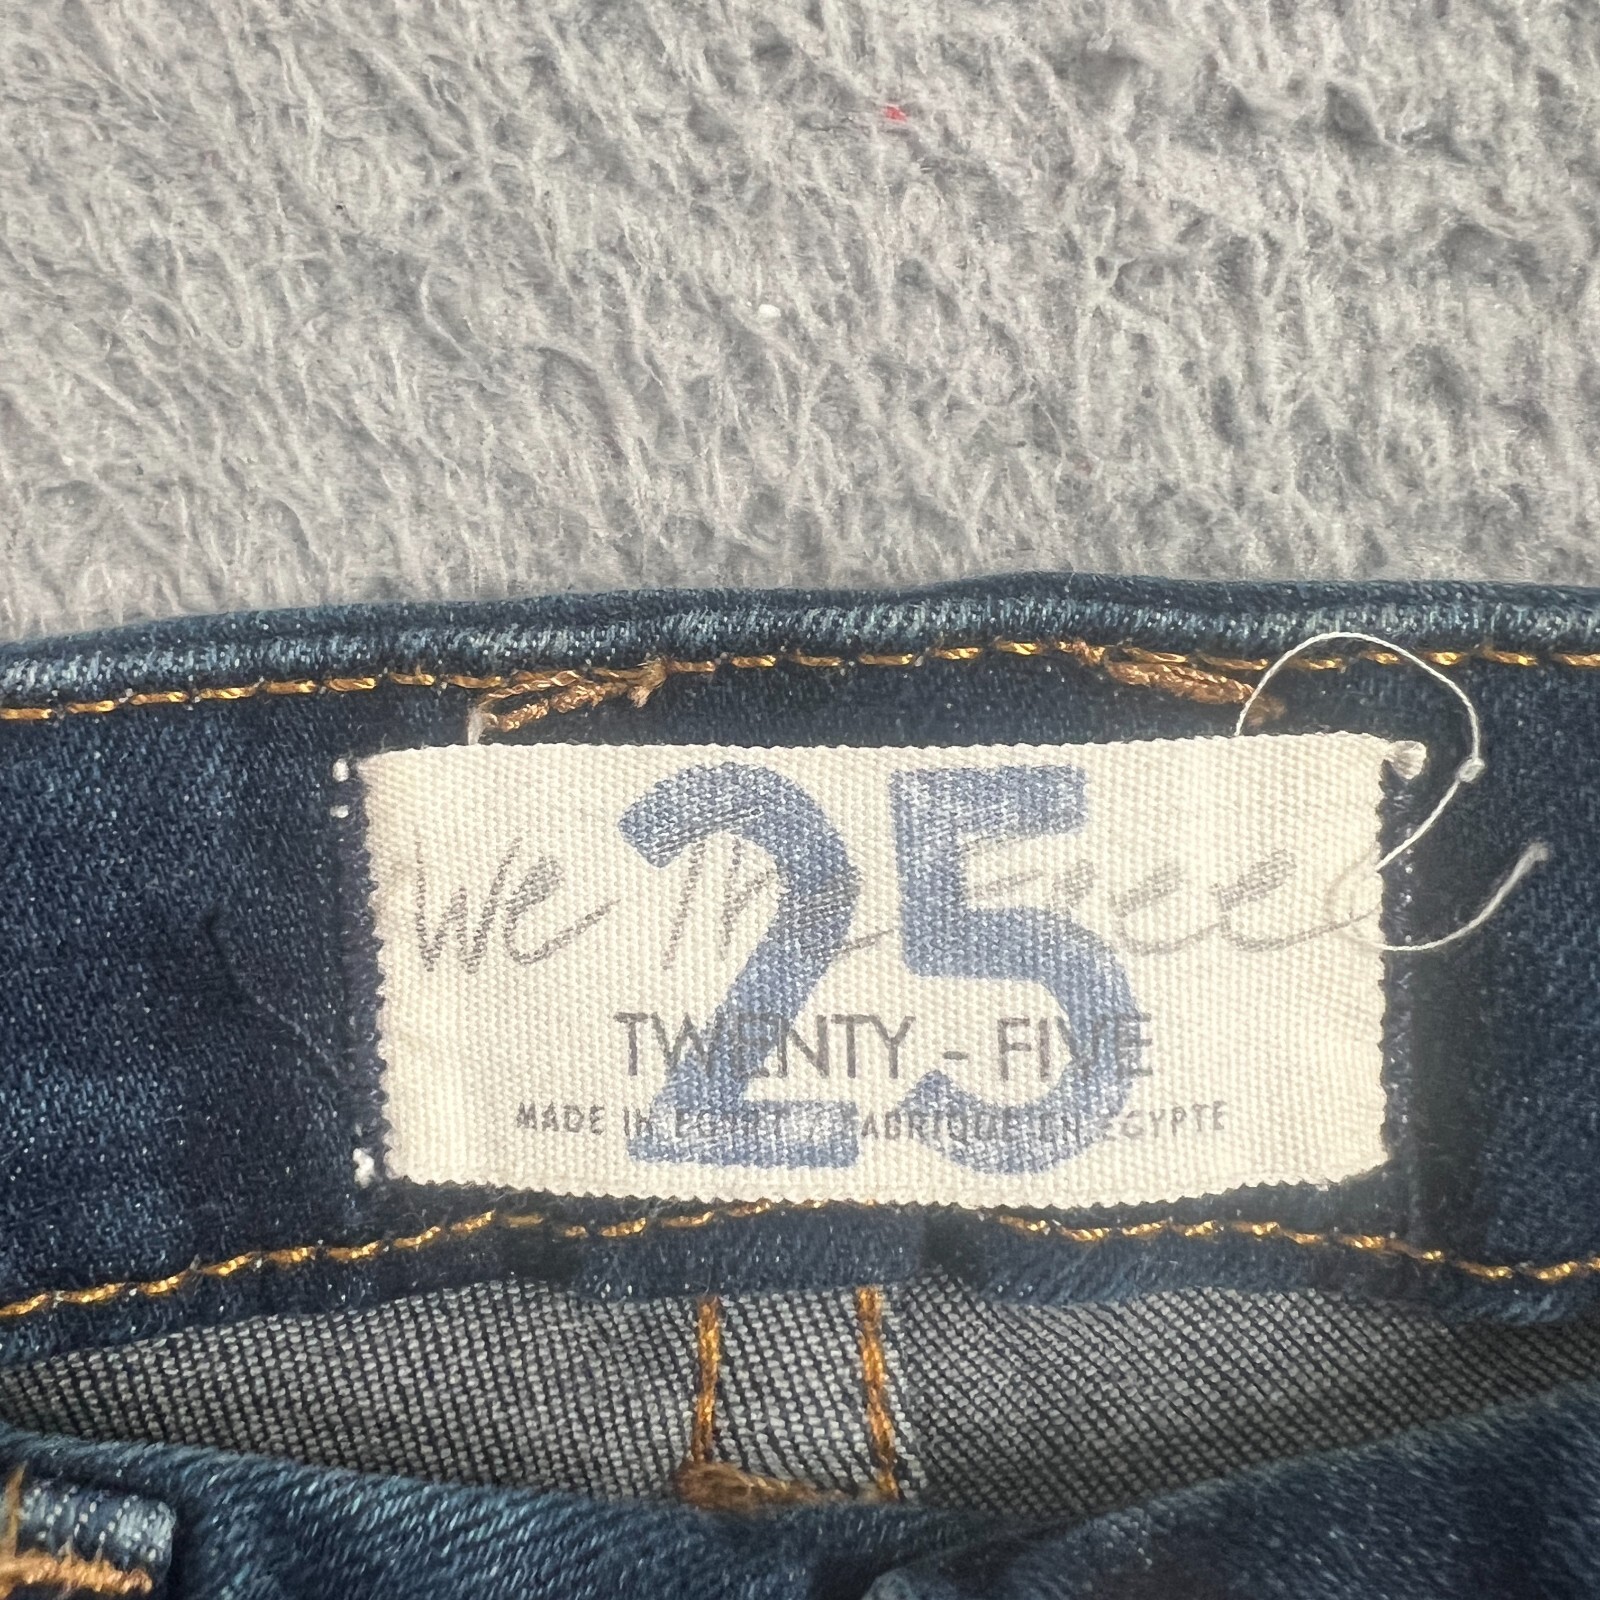 We The Free
25
TWENTY - FIVE
MADE IN EGYPT / FABRIQUE EN EGYPTE